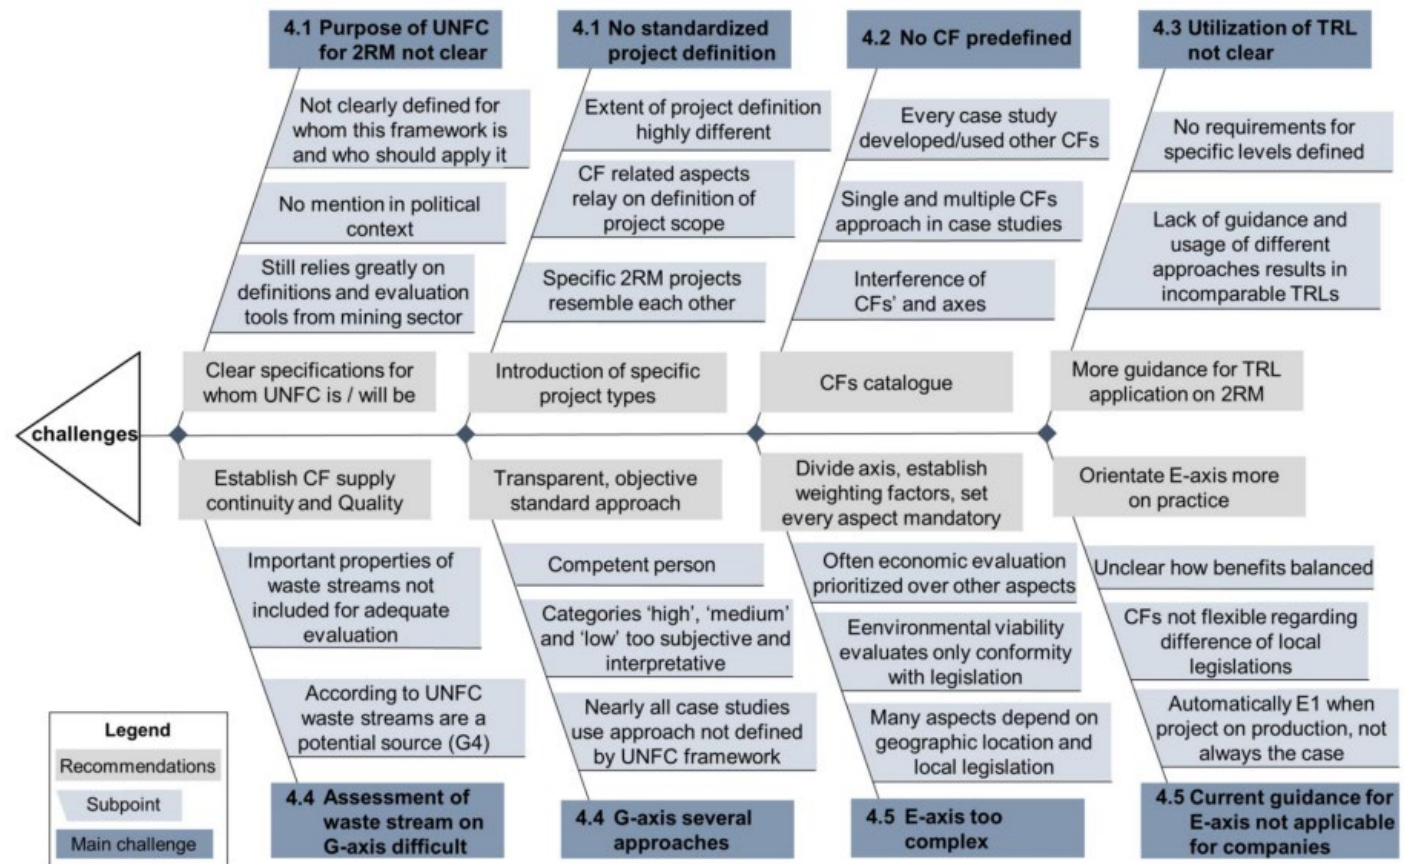 4.1 Purpose of UNFC
for 2RM not clear
Not clearly defined for
whom this framework is
and who should apply it
No mention in political
context
Still relies greatly on
definitions and evaluation
tools from mining sector
Clear specifications for
whom UNFC is / will be
4.1 No standardized
project definition
Extent of project definition
highly different
CF related aspects
relay on definition of
project scope
Specific 2RM projects
resemble each other
Introduction of specific
project types
4.2 No CF predefined
Every case study
developed/used other CFs
Single and multiple CFs
approach in case studies
Interference of
CFs' and axes
CFs catalogue
4.3 Utilization of TRL
not clear
No requirements for
specific levels defined
Lack of guidance and
usage of different
approaches results in
incomparable TRLs
More guidance for TRL
application on 2RM
challenges
Establish CF supply
continuity and Quality
Important properties of
waste streams not
included for adequate
evaluation
According to UNFC
waste streams are a
potential source (G4)
4.4 Assessment of
waste stream on
G-axis difficult
Transparent, objective
standard approach
Competent person
Categories ‘high’, ‘medium’
and ‘low’ too subjective and
interpretative
Nearly all case studies
use approach not defined
by UNFC framework
4.4 G-axis several
approaches
Divide axis, establish
weighting factors, set
every aspect mandatory
Often economic evaluation
prioritized over other aspects
Eenvironmental viability
evaluates only conformity
with legislation
Many aspects depend on
geographic location and
local legislation
4.5 E-axis too
complex
Orientate E-axis more
on practice
Unclear how benefits balanced
CFs not flexible regarding
difference of local
legislations
Automatically E1 when
project on production, not
always the case
4.5 Current guidance for
E-axis not applicable
for companies
Legend
Recommendations
Subpoint
Main challenge